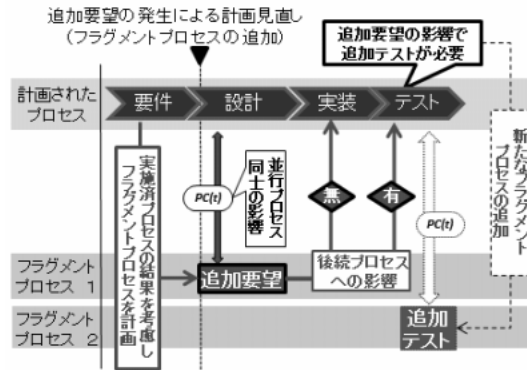 追加要望の発生による計画見直し
(フラグメントプロセスの追加)
追加要望の影響で
追加テストが必要
計画された
プロセス
要件
設計
実装
テスト
実施済プロセスの結果を考慮し
フラグメントプロセスを計画
PC(t)
並行プロセス
同士の影響
無
有
PC(t)
新たなフラグメント
プロセスの追加
フラグメント
プロセス 1
追加要望
後続プロセス
への影響
フラグメント
プロセス 2
追加
テスト